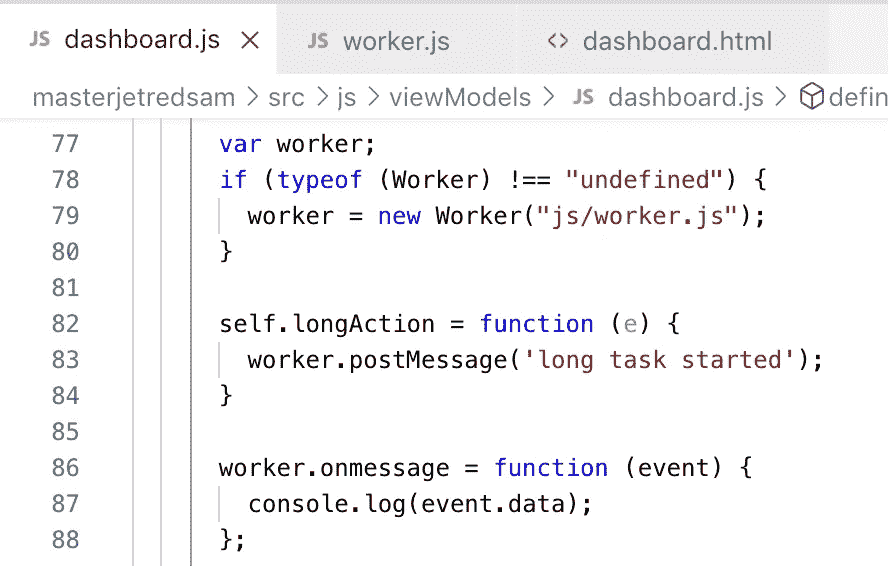 JS dashboard.js × JS worker.js <> dashboard.html
masterjetredsam > src > js > viewModels > JS dashboard.js > defin
77 var worker;
78 if (typeof (Worker) !== "undefined") {
79 worker = new Worker("js/worker.js");
80 }
81
82 self.longAction = function (e) {
83 worker.postMessage('long task started');
84 }
85
86 worker.onmessage = function (event) {
87 console.log(event.data);
88 };